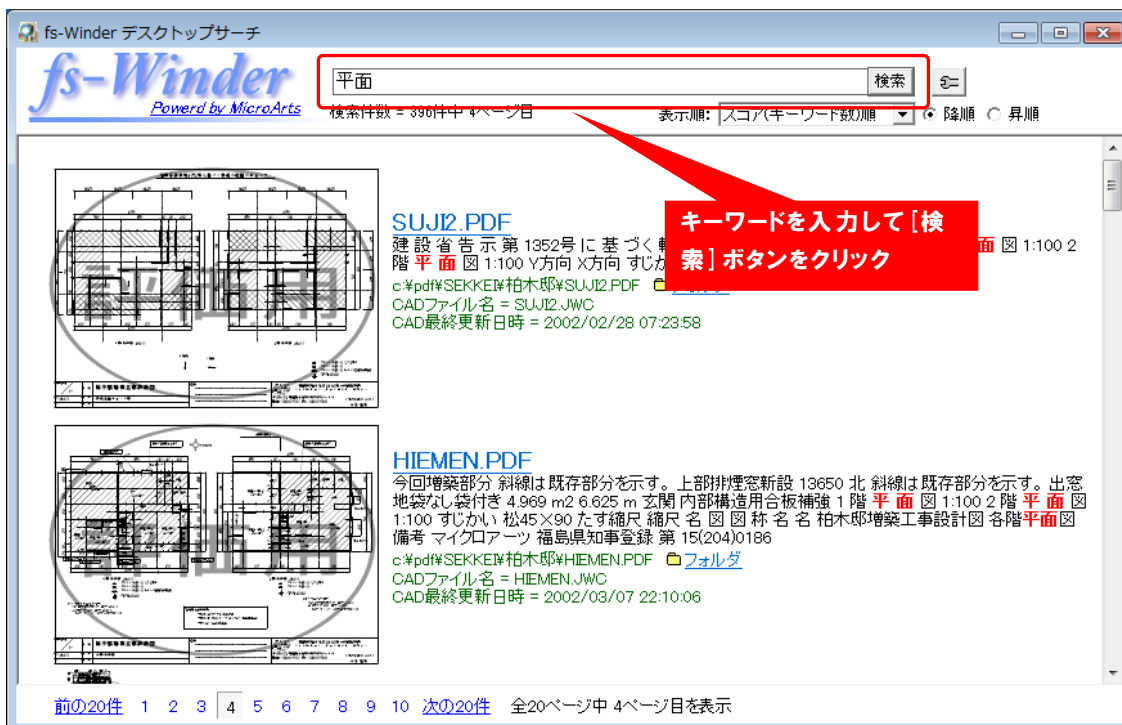 fs-Winder デスクトップサーチ
fs-Winder
Powerd by MicroArts
平面
検索
検索件数 = 396件中 4ページ目
表示順: スコア(キーワード数)順 降順 昇順
キーワードを入力して [検
索] ボタンをクリック
SUJI2.PDF
建設省告示第 1352号に基づく 面 図 1:100 2
階 平 面 図 1:100 Y方向 X方向 すじか
c:¥pdf¥SEKKEI¥柏木邸¥SUJI2.PDF フォルダ
CADファイル名 = SUJI2.JWC
CAD最終更新日時 = 2002/02/28 07:23:58
評価用
HIEMEN.PDF
今回増築部分 斜線は既存部分を示す。上部排煙窓新設 13650 北 斜線は既存部分を示す。出窓
地袋なし 袋付き 4.969 m2 6.625 m 玄関 内部構造用合板補強 1 階 平 面 図 1:100 2 階 平 面 図
1:100 すじかい 松45×90 たす縮尺 縮尺 名 図 図 称 名 名 柏木邸増築工事設計図 各階平面図
備考 マイクロアーツ 福島県知事登録 第 15(204)0186
c:¥pdf¥SEKKEI¥柏木邸¥HIEMEN.PDF フォルダ
CADファイル名 = HIEMEN.JWC
CAD最終更新日時 = 2002/03/07 22:10:06
評価用
前の20件 1 2 3 4 5 6 7 8 9 10 次の20件 全20ページ中 4ページ目を表示